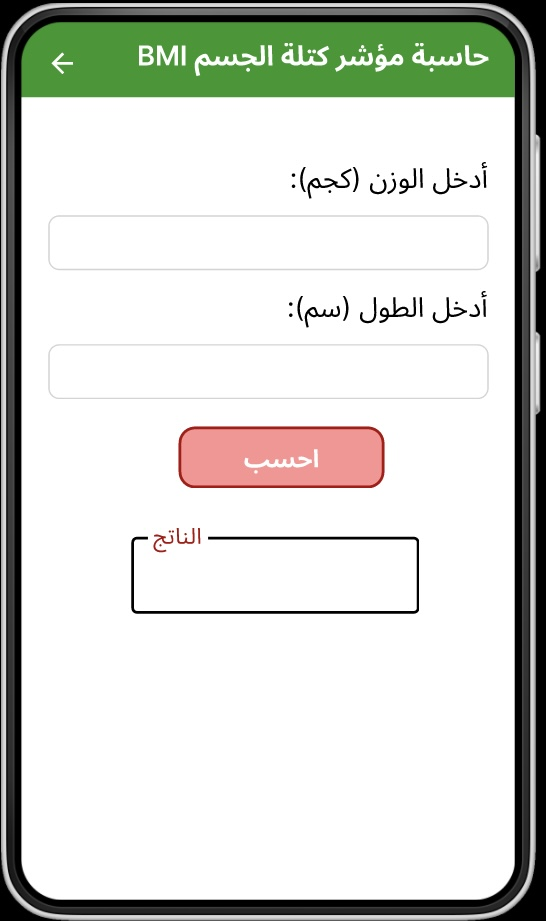 حاسبة مؤشر كتلة الجسم BMI
أدخل الوزن (كجم):
أدخل الطول (سم):
احسب
الناتج